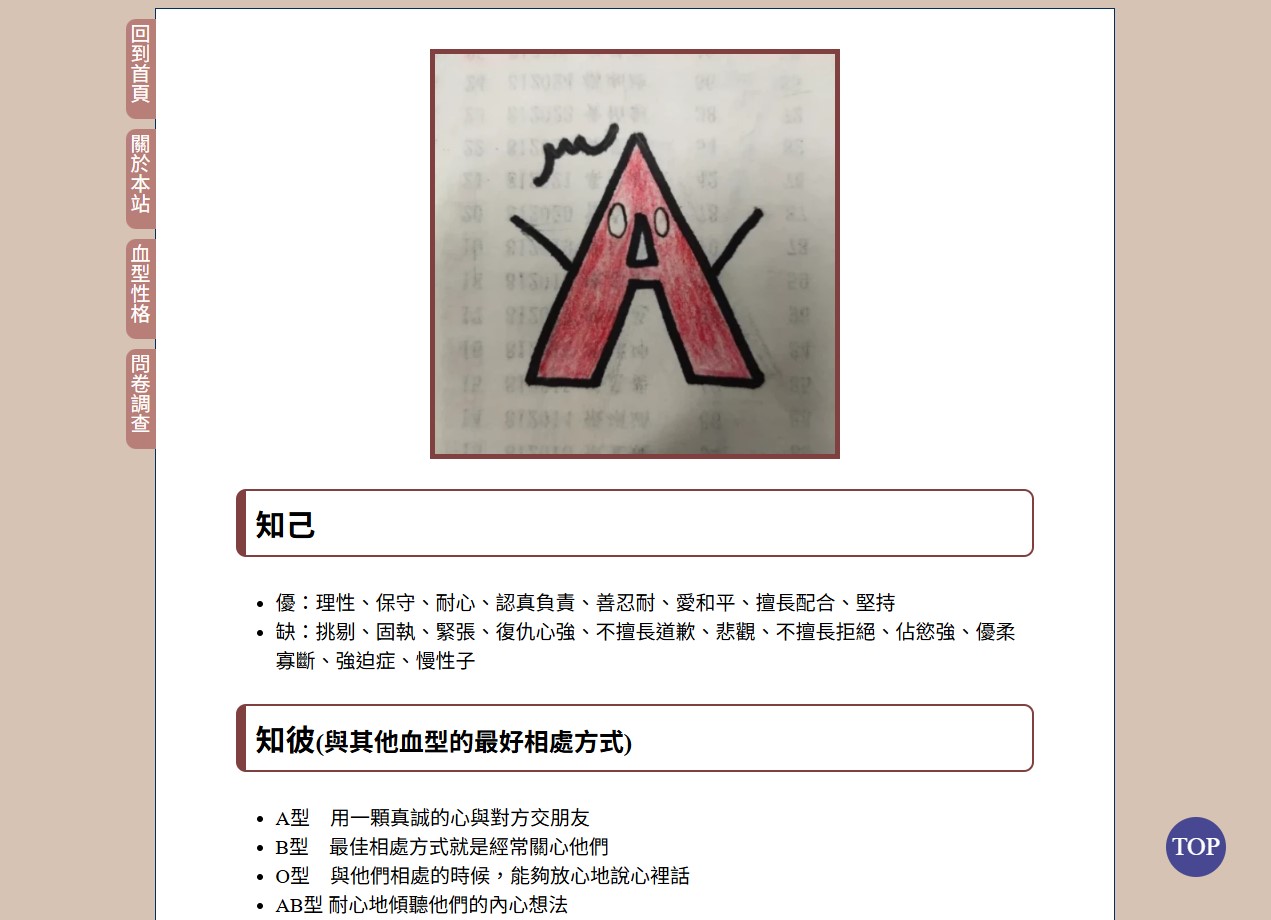 回到首頁
關於本站
血型性格
問卷調查
A
知己
優：理性、保守、耐心、認真負責、善忍耐、愛和平、擅長配合、堅持
缺：挑剔、固執、緊張、復仇心強、不擅長道歉、悲觀、不擅長拒絕、佔慾強、優柔
寡斷、強迫症、慢性子
知彼(與其他血型的最好相處方式)
A型 用一顆真誠的心與對方交朋友
B型 最佳相處方式就是經常關心他們
O型 與他們相處的時候，能夠放心地說心裡話
AB型 耐心地傾聽他們的內心想法
TOP